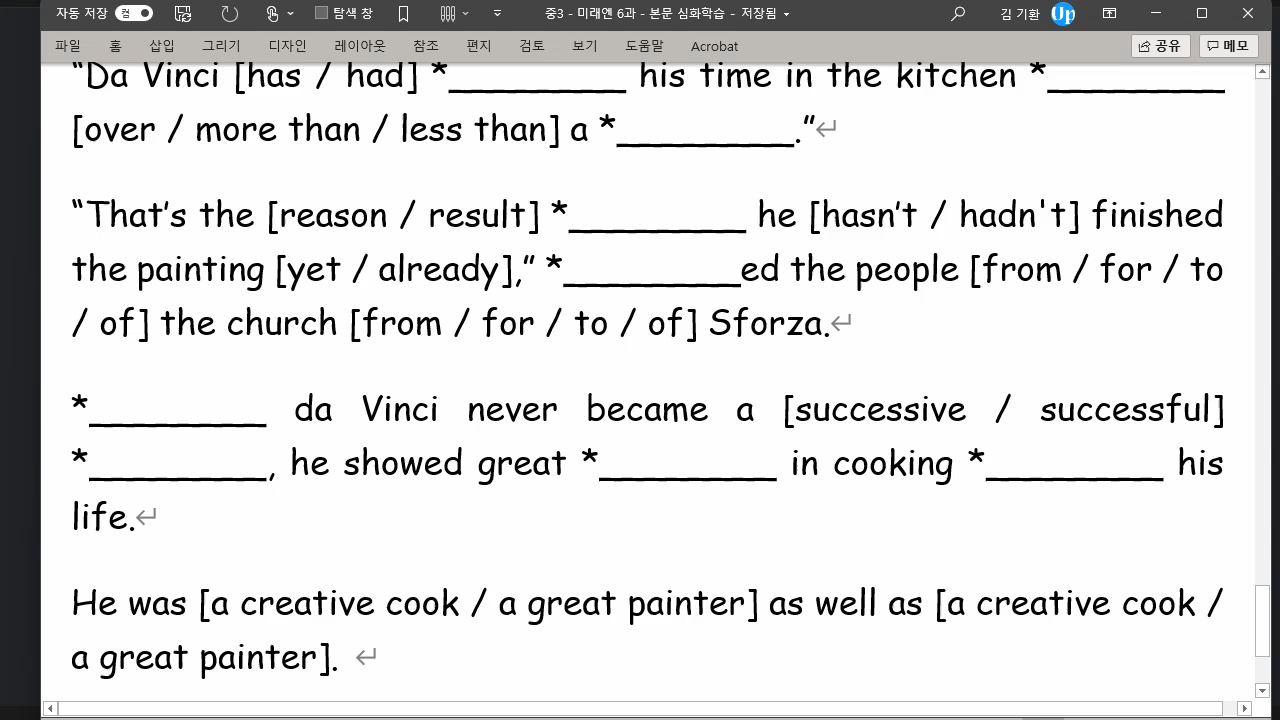 자동 저장 컴 탐색 창 중3 - 미래엔 6과 - 본문 심화학습 - 저장됨 김 기환 Up
파일 홈 삽입 그리기 디자인 레이아웃 참조 편지 검토 보기 도움말 Acrobat 공유 메모
“Da Vinci [has / had] *________ his time in the kitchen *________
[over / more than / less than] a *________.”
“That’s the [reason / result] *________ he [hasn’t / hadn't] finished
the painting [yet / already],” *________ed the people [from / for / to
/ of] the church [from / for / to / of] Sforza.
*________ da Vinci never became a [successive / successful]
*________, he showed great *________ in cooking *________ his
life.
He was [a creative cook / a great painter] as well as [a creative cook /
a great painter].